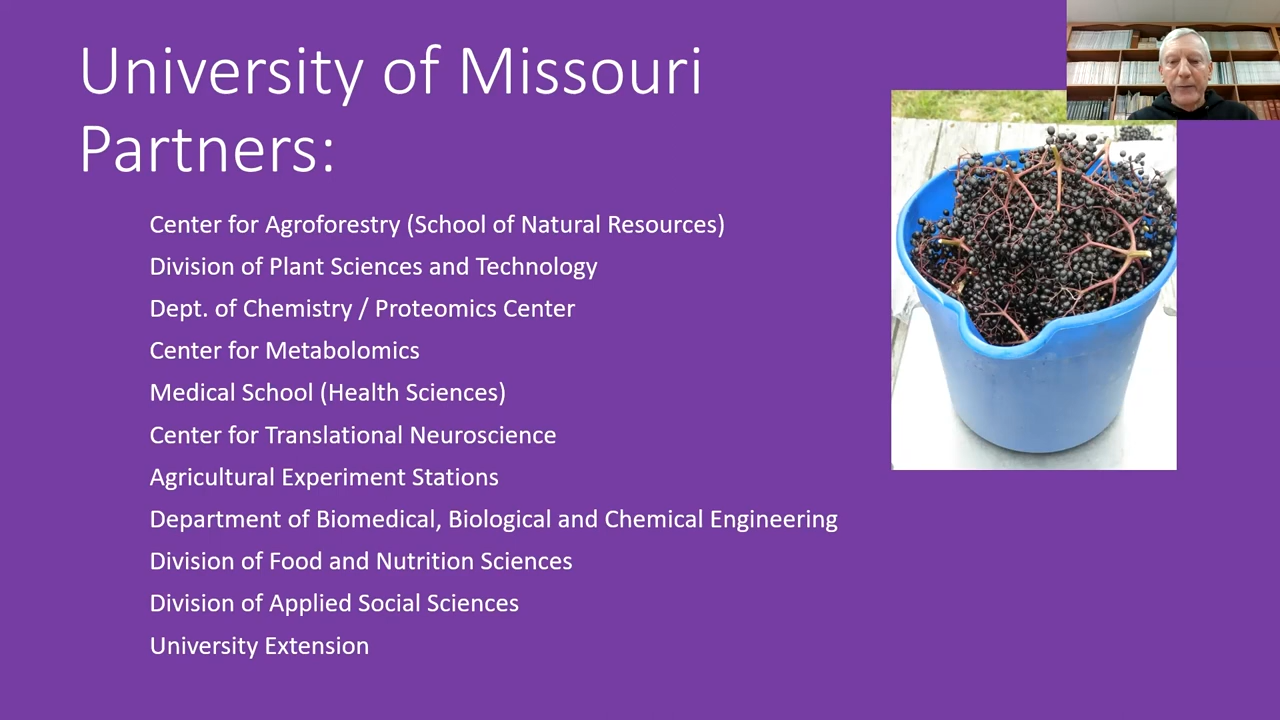 University of Missouri
Partners:
Center for Agroforestry (School of Natural Resources)
Division of Plant Sciences and Technology
Dept. of Chemistry / Proteomics Center
Center for Metabolomics
Medical School (Health Sciences)
Center for Translational Neuroscience
Agricultural Experiment Stations
Department of Biomedical, Biological and Chemical Engineering
Division of Food and Nutrition Sciences
Division of Applied Social Sciences
University Extension